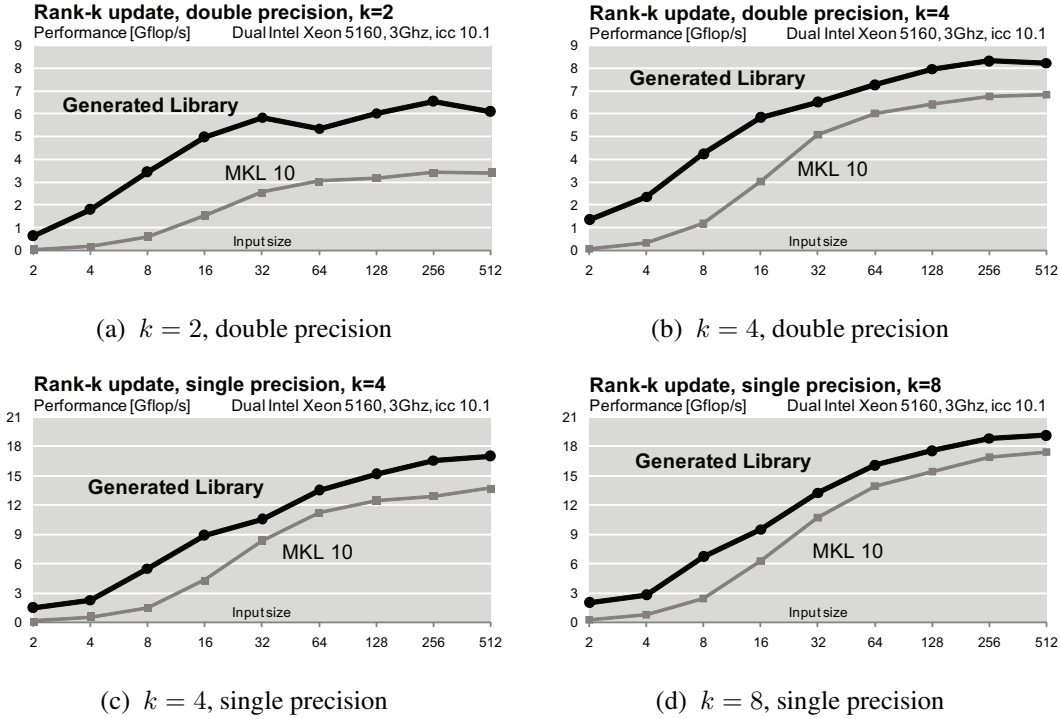 Rank-k update, double precision, k=2
Performance [Gflop/s] Dual Intel Xeon 5160, 3Ghz, icc 10.1
9
8
7
6
5
4
3
2
1
0
Generated Library
MKL 10
Input size
2 4 8 16 32 64 128 256 512
(a) k = 2, double precision
Rank-k update, double precision, k=4
Performance [Gflop/s] Dual Intel Xeon 5160, 3Ghz, icc 10.1
9
8
7
6
5
4
3
2
1
0
Generated Library
MKL 10
Input size
2 4 8 16 32 64 128 256 512
(b) k = 4, double precision
Rank-k update, single precision, k=4
Performance [Gflop/s] Dual Intel Xeon 5160, 3Ghz, icc 10.1
21
18
15
12
9
6
3
0
Generated Library
MKL 10
Input size
2 4 8 16 32 64 128 256 512
(c) k = 4, single precision
Rank-k update, single precision, k=8
Performance [Gflop/s] Dual Intel Xeon 5160, 3Ghz, icc 10.1
21
18
15
12
9
6
3
0
Generated Library
MKL 10
Input size
2 4 8 16 32 64 128 256 512
(d) k = 8, single precision